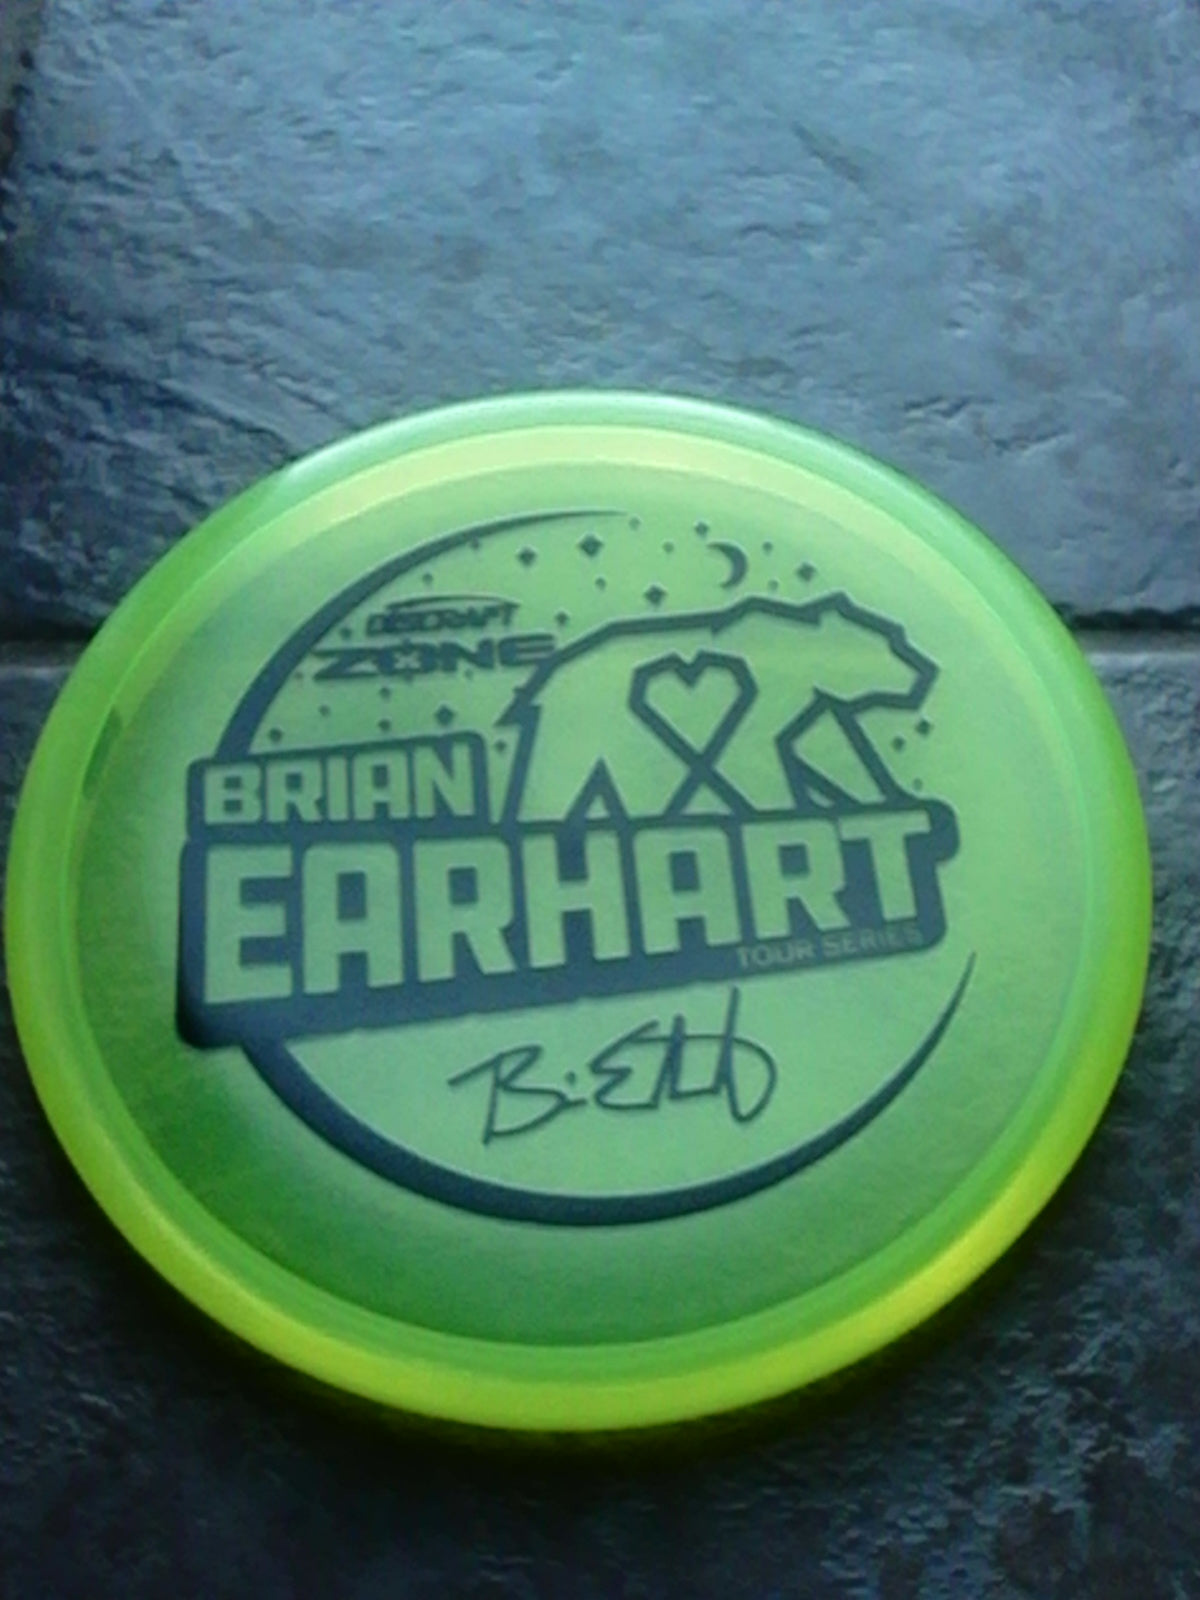 DISCRAFT
ZONE
BRIAN
EARHART
TOUR SERIES